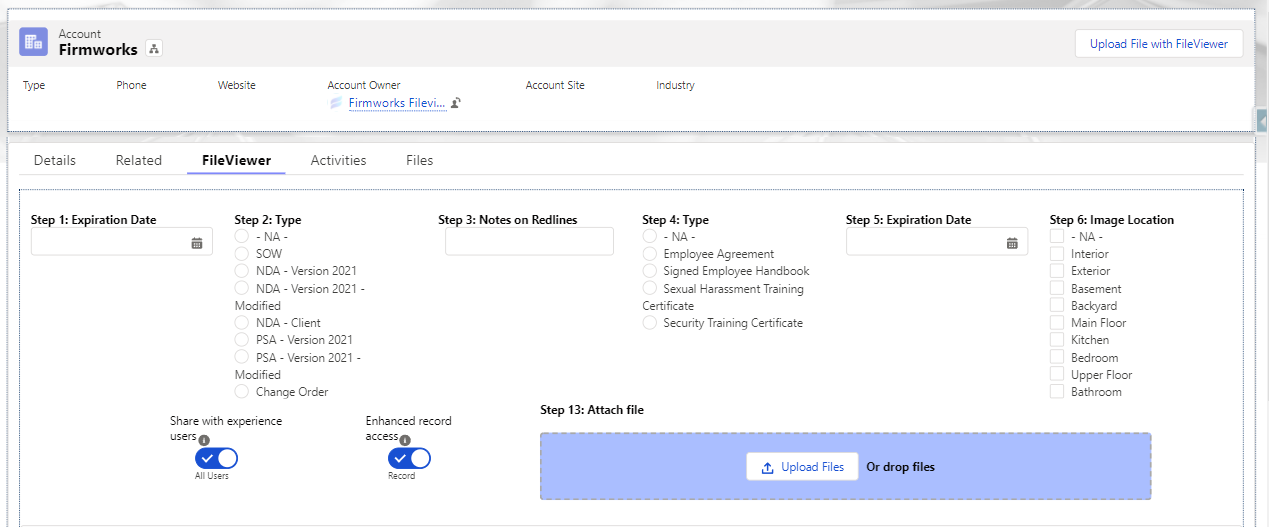 Account
Firmworks
Upload File with FileViewer
Type
Phone
Website
Account Owner
Account Site
Industry
Firmworks Filevi...
Details
Related
FileViewer
Activities
Files
Step 1: Expiration Date
Step 2: Type
- NA -
SOW
NDA - Version 2021
NDA - Version 2021 -
Modified
NDA - Client
PSA - Version 2021
PSA - Version 2021 -
Modified
Change Order
Step 3: Notes on Redlines
Step 4: Type
- NA -
Employee Agreement
Signed Employee Handbook
Sexual Harassment Training
Certificate
Security Training Certificate
Step 5: Expiration Date
Step 6: Image Location
- NA -
Interior
Exterior
Basement
Backyard
Main Floor
Kitchen
Bedroom
Upper Floor
Bathroom
Share with experience
users
All Users
Enhanced record
access
Record
Step 13: Attach file
Upload Files
Or drop files